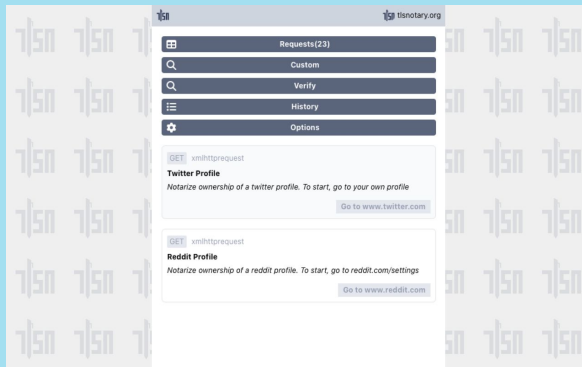 tlsn
tlsn tlsnotary.org
Requests(23)
Custom
Verify
History
Options
GET xmlhttprequest
Twitter Profile
Notarize ownership of a twitter profile. To start, go to your own profile
Go to www.twitter.com
GET xmlhttprequest
Reddit Profile
Notarize ownership of a reddit profile. To start, go to reddit.com/settings
Go to www.reddit.com